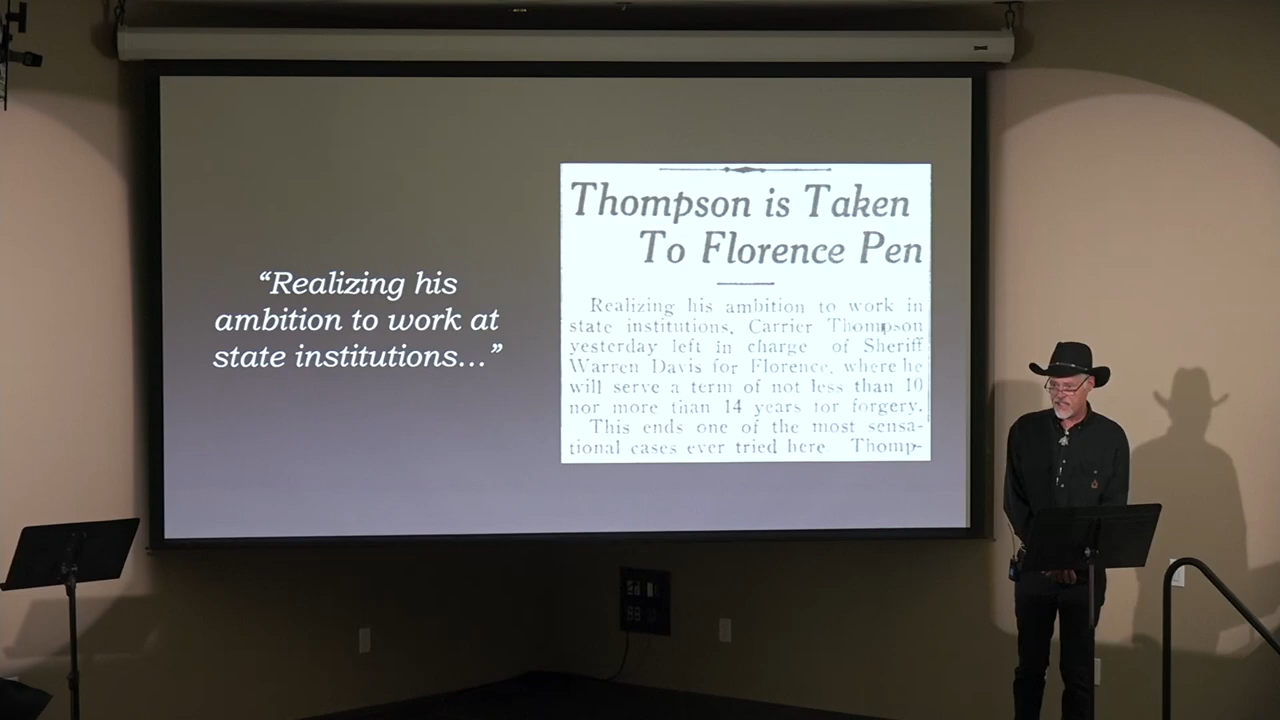 “Realizing his
ambition to work at
state institutions...”
Thompson is Taken
To Florence Pen
Realizing his ambition to work in
state institutions, Carrier Thompson
yesterday left in charge of Sheriff
Warren Davis for Florence, where he
will serve a term of not less than 10
nor more than 14 years for forgery.
This ends one of the most sensa-
tional cases ever tried here. Thomp-